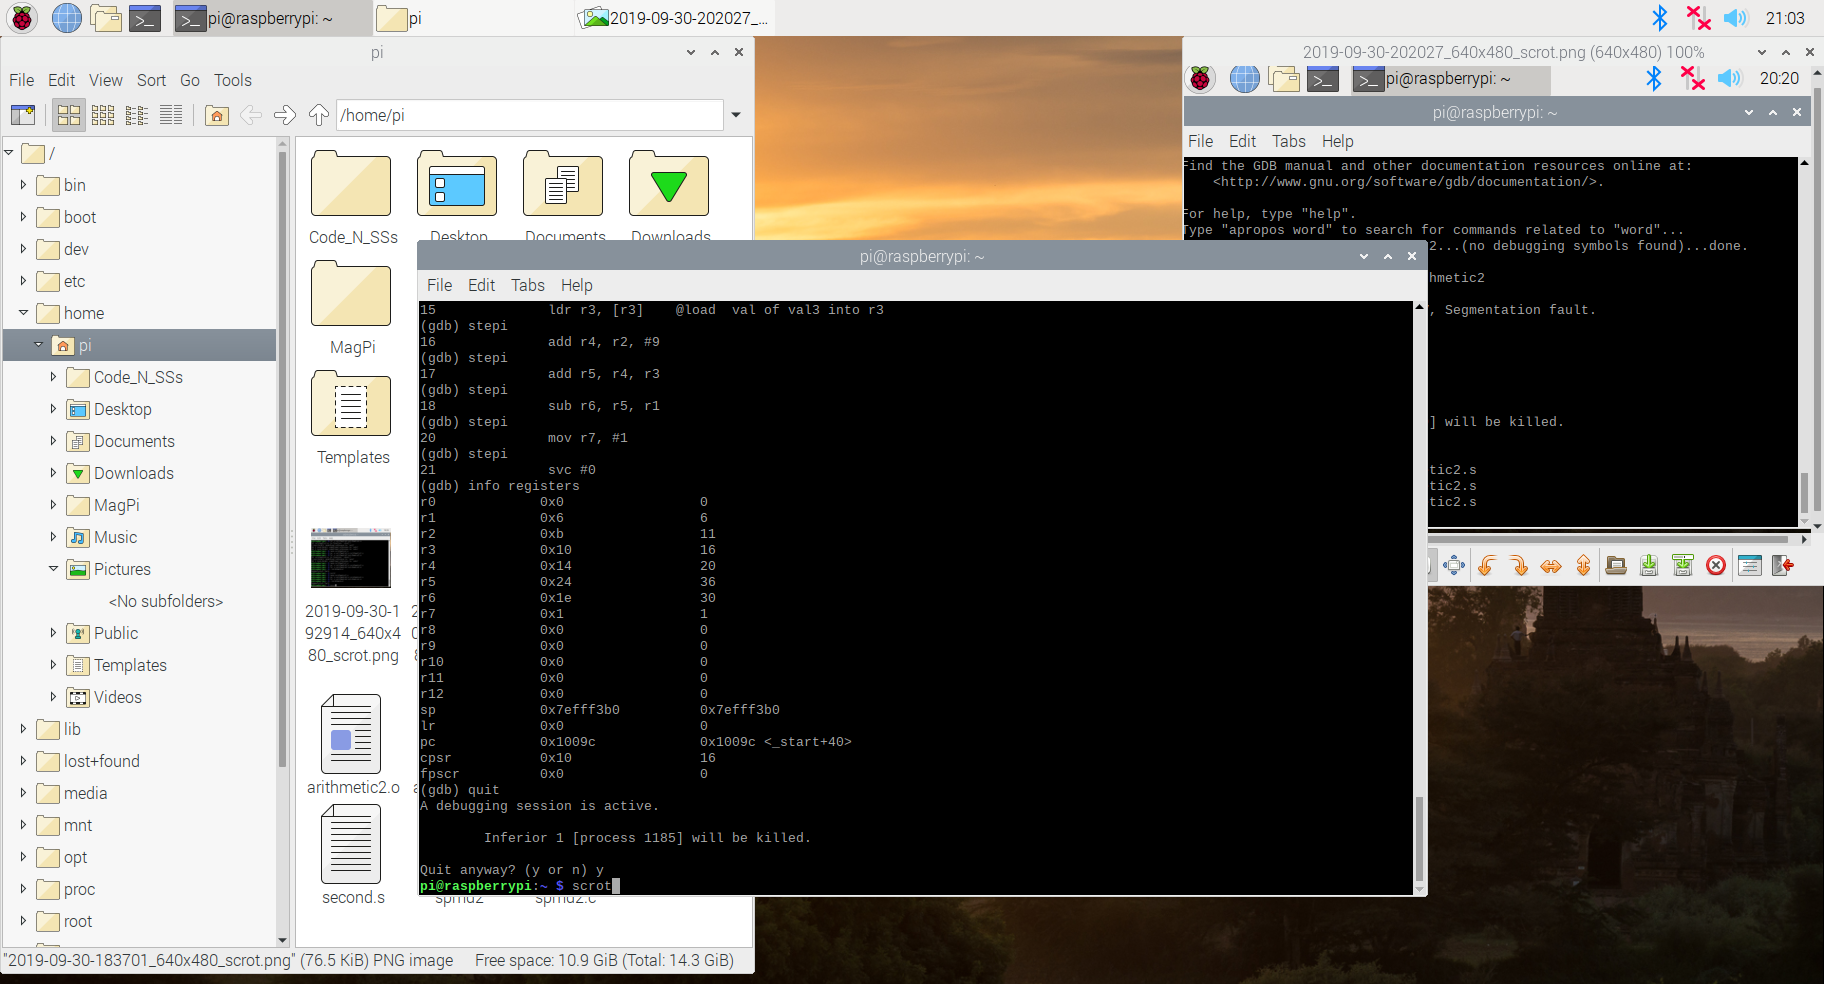 pi@raspberrypi: ~
pi
2019-09-30-202027_...
21:03
pi
File Edit View Sort Go Tools
/home/pi
/
bin
boot
dev
etc
home
pi
Code_N_SSs
Desktop
Documents
Downloads
MagPi
Music
Pictures
<No subfolders>
Public
Templates
Videos
lib
lost+found
media
mnt
opt
proc
root
Code_N_SSs
Desktop
Documents
Downloads
MagPi
Templates
2019-09-30-1
92914_640x4
80_scrot.png
arithmetic2.o
second.s
"2019-09-30-183701_640x480_scrot.png" (76.5 KiB) PNG image Free space: 10.9 GiB (Total: 14.3 GiB)
2019-09-30-202027_640x480_scrot.png (640x480) 100%
pi@raspberrypi: ~
20:20
pi@raspberrypi: ~
File Edit Tabs Help
Find the GDB manual and other documentation resources online at:
<http://www.gnu.org/software/gdb/documentation/>.
For help, type "help".
Type "apropos word" to search for commands related to "word"...
2...(no debugging symbols found)...done.
hmetic2
, Segmentation fault.
] will be killed.
tic2.s
tic2.s
tic2.s
pi@raspberrypi: ~
File Edit Tabs Help
15 ldr r3, [r3] @load val of val3 into r3
(gdb) stepi
16 add r4, r2, #9
(gdb) stepi
17 add r5, r4, r3
(gdb) stepi
18 sub r6, r5, r1
(gdb) stepi
20 mov r7, #1
(gdb) stepi
21 svc #0
(gdb) info registers
r0 0x0 0
r1 0x6 6
r2 0xb 11
r3 0x10 16
r4 0x14 20
r5 0x24 36
r6 0x1e 30
r7 0x1 1
r8 0x0 0
r9 0x0 0
r10 0x0 0
r11 0x0 0
r12 0x0 0
sp 0x7efff3b0 0x7efff3b0
lr 0x0 0
pc 0x1009c 0x1009c <_start+40>
cpsr 0x10 16
fpscr 0x0 0
(gdb) quit
A debugging session is active.
Inferior 1 [process 1185] will be killed.
Quit anyway? (y or n) y
pi@raspberrypi:~ $ scrot